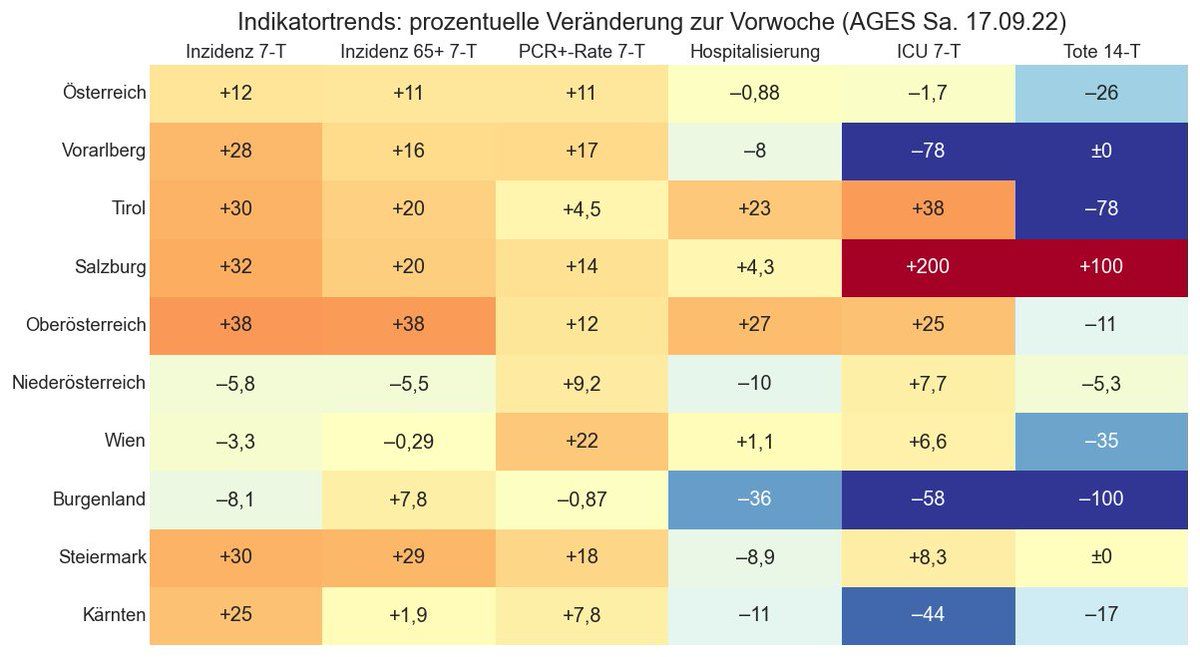 Indikatortrends: prozentuelle Veränderung zur Vorwoche (AGES Sa. 17.09.22)
Inzidenz 7-T Inzidenz 65+ 7-T PCR+-Rate 7-T Hospitalisierung ICU 7-T Tote 14-T
Österreich +12 +11 +11 –0,88 –1,7 –26
Vorarlberg +28 +16 +17 –8 –78 ±0
Tirol +30 +20 +4,5 +23 +38 –78
Salzburg +32 +20 +14 +4,3 +200 +100
Oberösterreich +38 +38 +12 +27 +25 –11
Niederösterreich –5,8 –5,5 +9,2 –10 +7,7 –5,3
Wien –3,3 –0,29 +22 +1,1 +6,6 –35
Burgenland –8,1 +7,8 –0,87 –36 –58 –100
Steiermark +30 +29 +18 –8,9 +8,3 ±0
Kärnten +25 +1,9 +7,8 –11 –44 –17